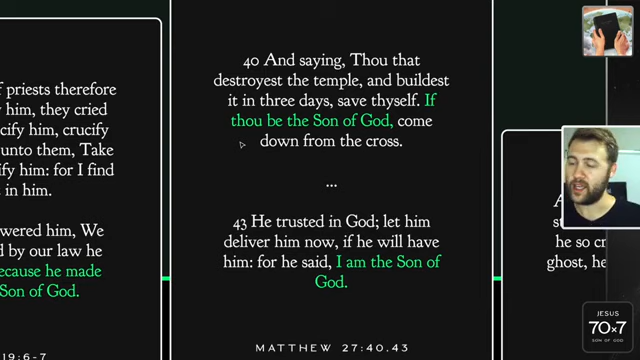 f priests therefore
him, they cried
cify him, crucify
unto them, Take
ify him: for I find
t in him.
wered him, We
d by our law he
ecause he made
Son of God.
19:6-7
40 And saying, Thou that
destroyest the temple, and buildest
it in three days, save thyself. If
thou be the Son of God, come
down from the cross.
...
43 He trusted in God; let him
deliver him now, if he will have
him: for he said, I am the Son of
God.
MATTHEW 27:40,43
he so cr
ghost, he
JESUS
70×7
SON OF GOD